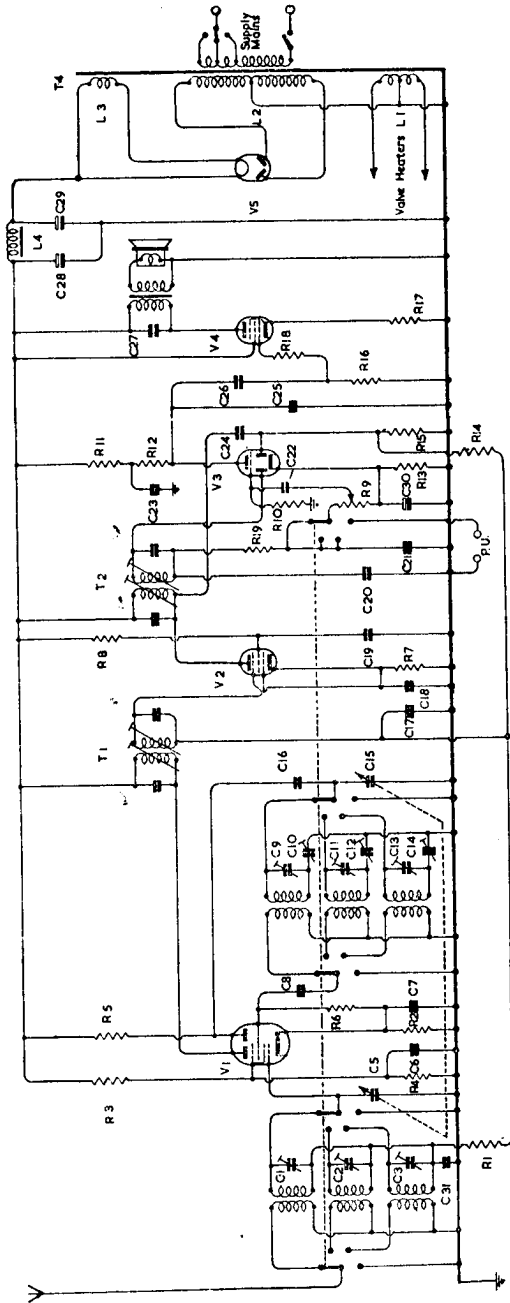 C1
C2
C3
C31
R1
R3
R5
V1
C5
R4
C6
R2
C7
R6
C8
C9
C10
C11
C12
C13
C14
C16
C15
T1
R8
V2
C17
C18
R7
C19
C20
T2
P.U.
C21
R19
R10
R9
C30
R13
C22
V3
C23
R11
R12
C24
R15
R14
C26
C25
R16
R18
V4
R17
C27
C28
C29
L4
V5
T4
L3
L2
Valve Heaters L1
Supply
Mains